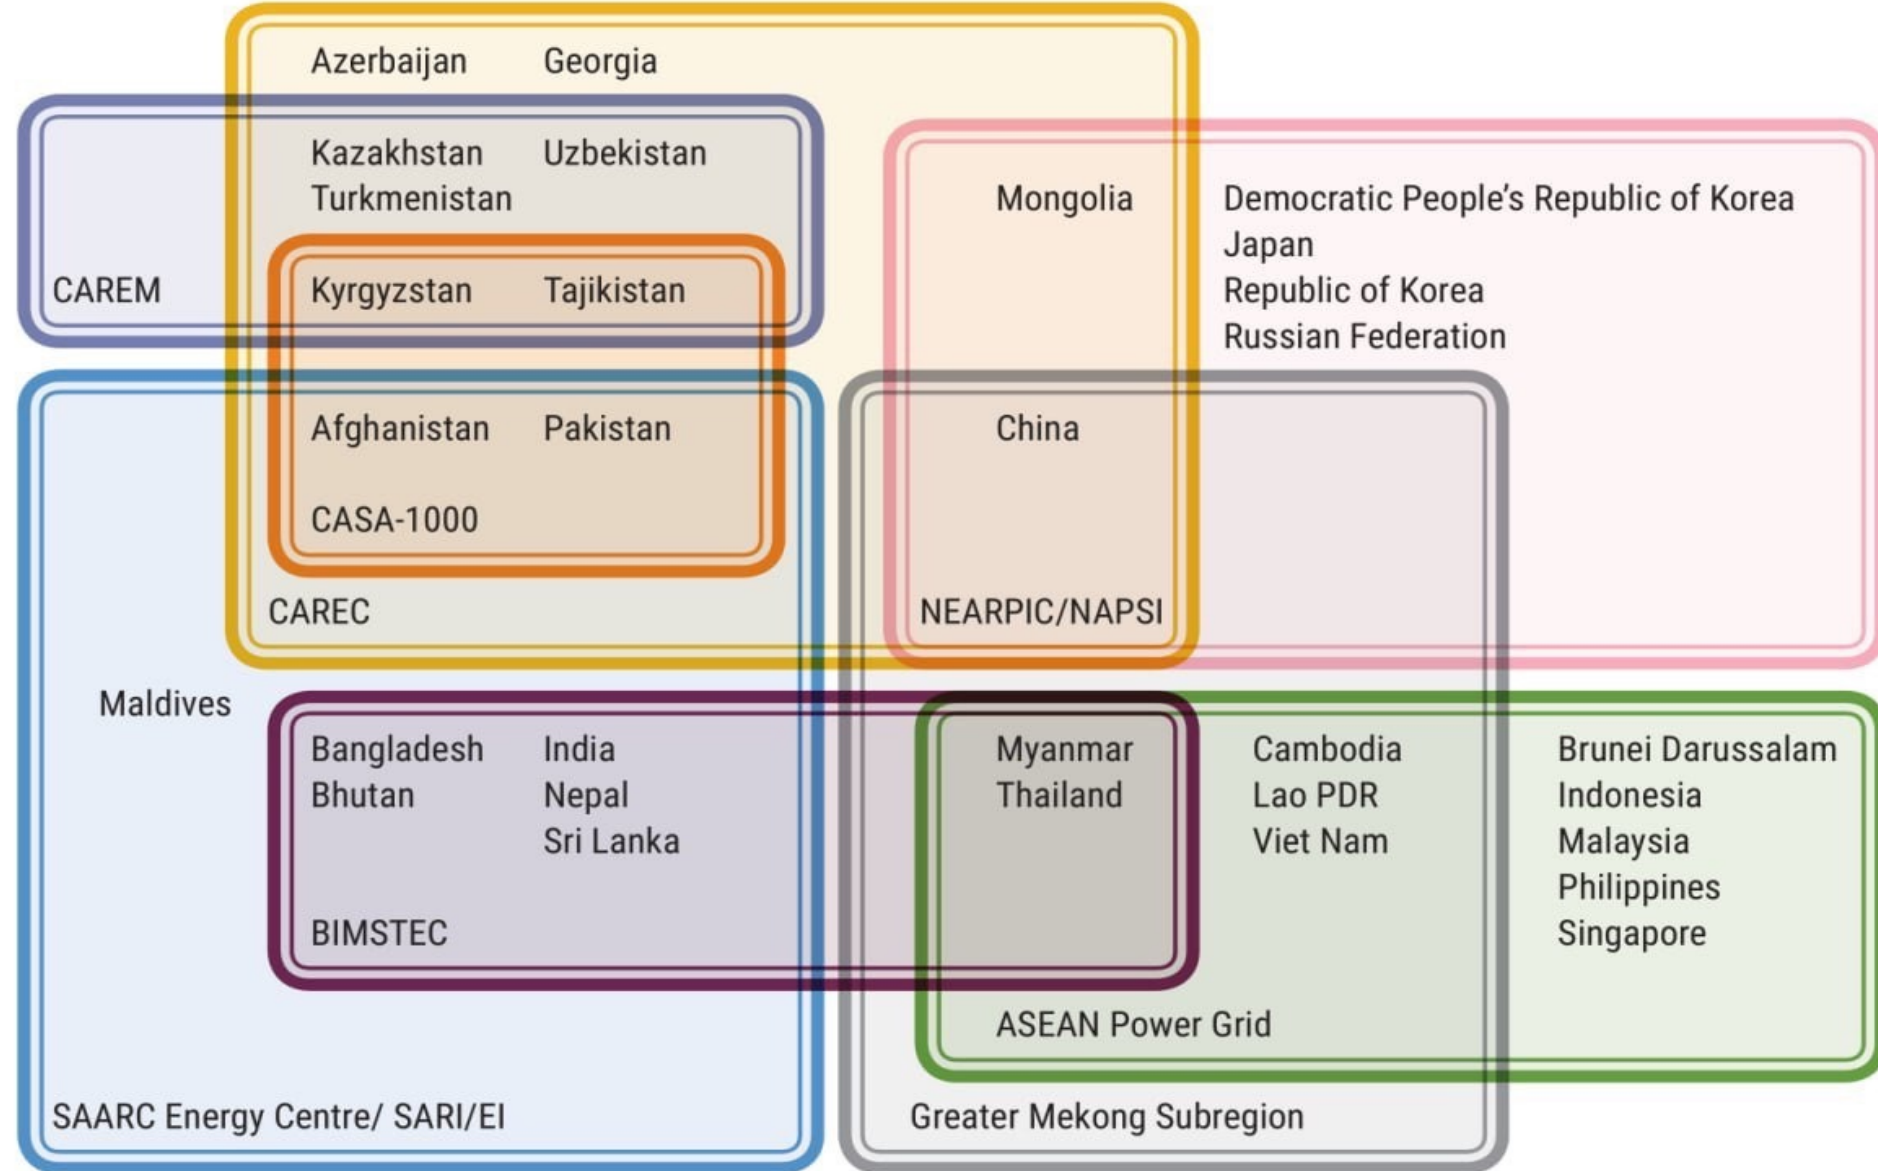 Azerbaijan Georgia
Kazakhstan Uzbekistan
Turkmenistan
Mongolia
Democratic People’s Republic of Korea
Japan
Republic of Korea
Russian Federation
CAREM
Kyrgyzstan Tajikistan
Afghanistan Pakistan
China
CASA-1000
CAREC
NEARPIC/NAPSI
Maldives
Bangladesh India
Bhutan Nepal
Sri Lanka
Myanmar
Thailand
Cambodia
Lao PDR
Viet Nam
Brunei Darussalam
Indonesia
Malaysia
Philippines
Singapore
BIMSTEC
ASEAN Power Grid
SAARC Energy Centre/ SARI/EI
Greater Mekong Subregion